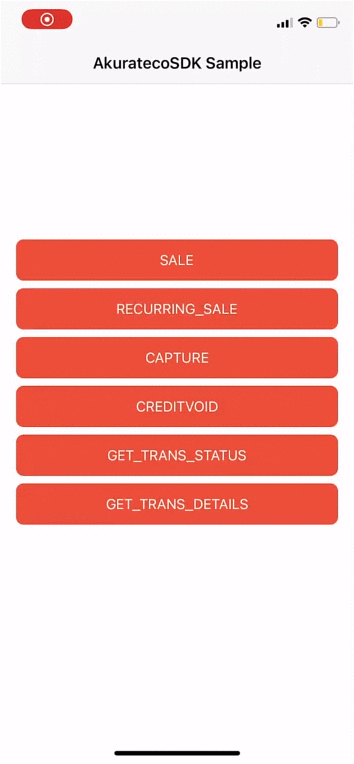 AkuratecoSDK Sample
SALE
RECURRING_SALE
CAPTURE
CREDITVOID
GET_TRANS_STATUS
GET_TRANS_DETAILS